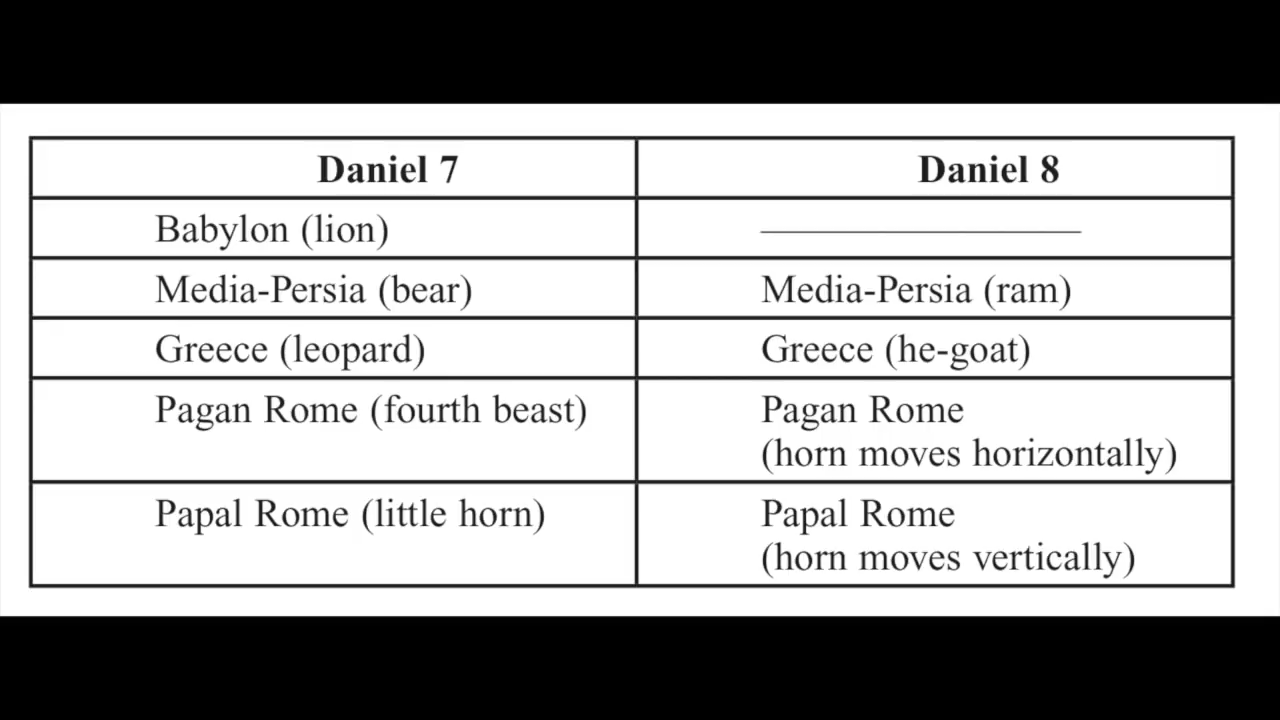 Daniel 7 Daniel 8
Babylon (lion)
Media-Persia (bear) Media-Persia (ram)
Greece (leopard) Greece (he-goat)
Pagan Rome (fourth beast) Pagan Rome
(horn moves horizontally)
Papal Rome (little horn) Papal Rome
(horn moves vertically)